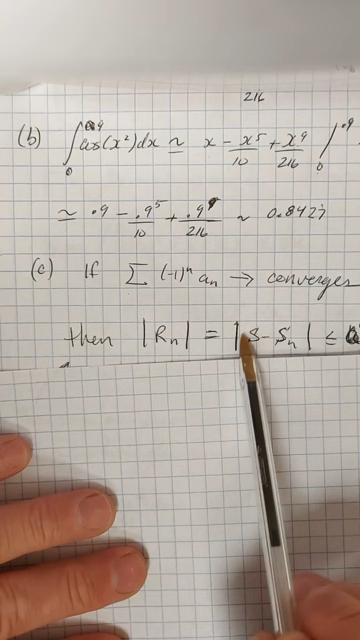 216
(b) ∫₀^0.9 cos(x²)dx ≃ x - x⁵/10 + x⁹/216 /₀^.9
≃ .9 - .9⁵/10 + .9⁹/216 ~ 0.8427
(c) If ∑ (-1)ⁿ aₙ → converges
then |Rₙ| = |S - Sₙ| ≤